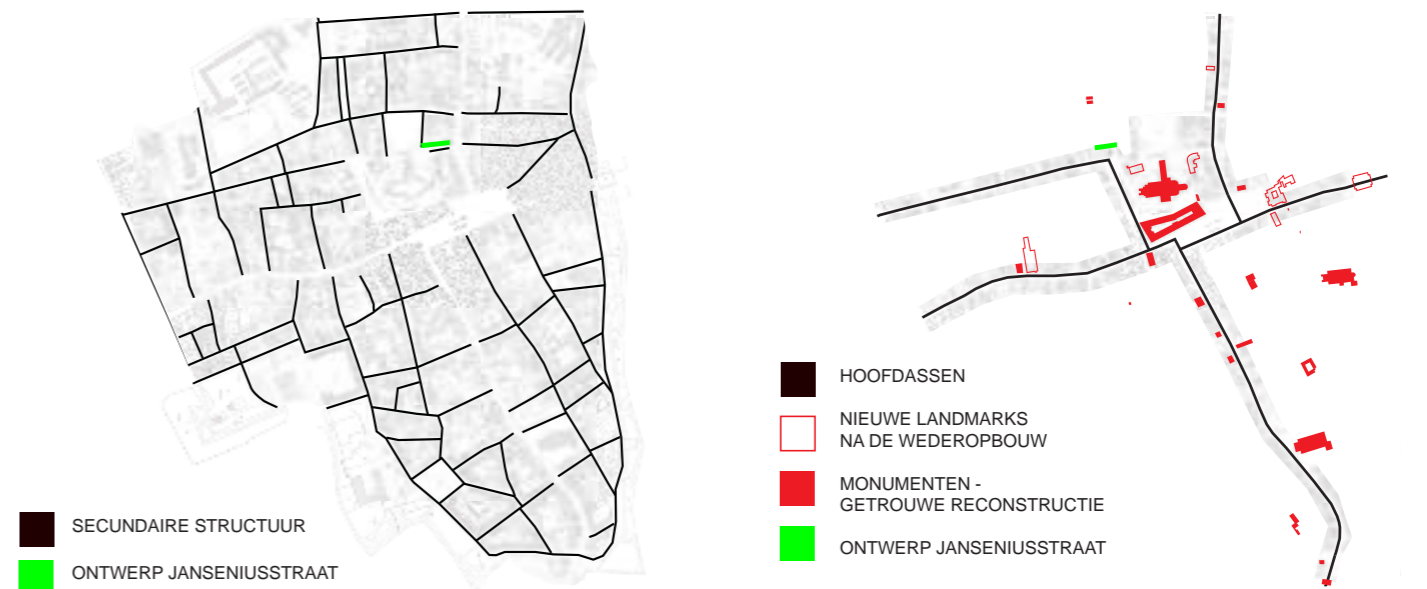 SECUNDAIRE STRUCTUUR
ONTWERP JANSENIUSSTRAAT
HOOFDASSEN
NIEUWE LANDMARKS
NA DE WEDEROPBOUW
MONUMENTEN -
GETROUWE RECONSTRUCTIE
ONTWERP JANSENIUSSTRAAT